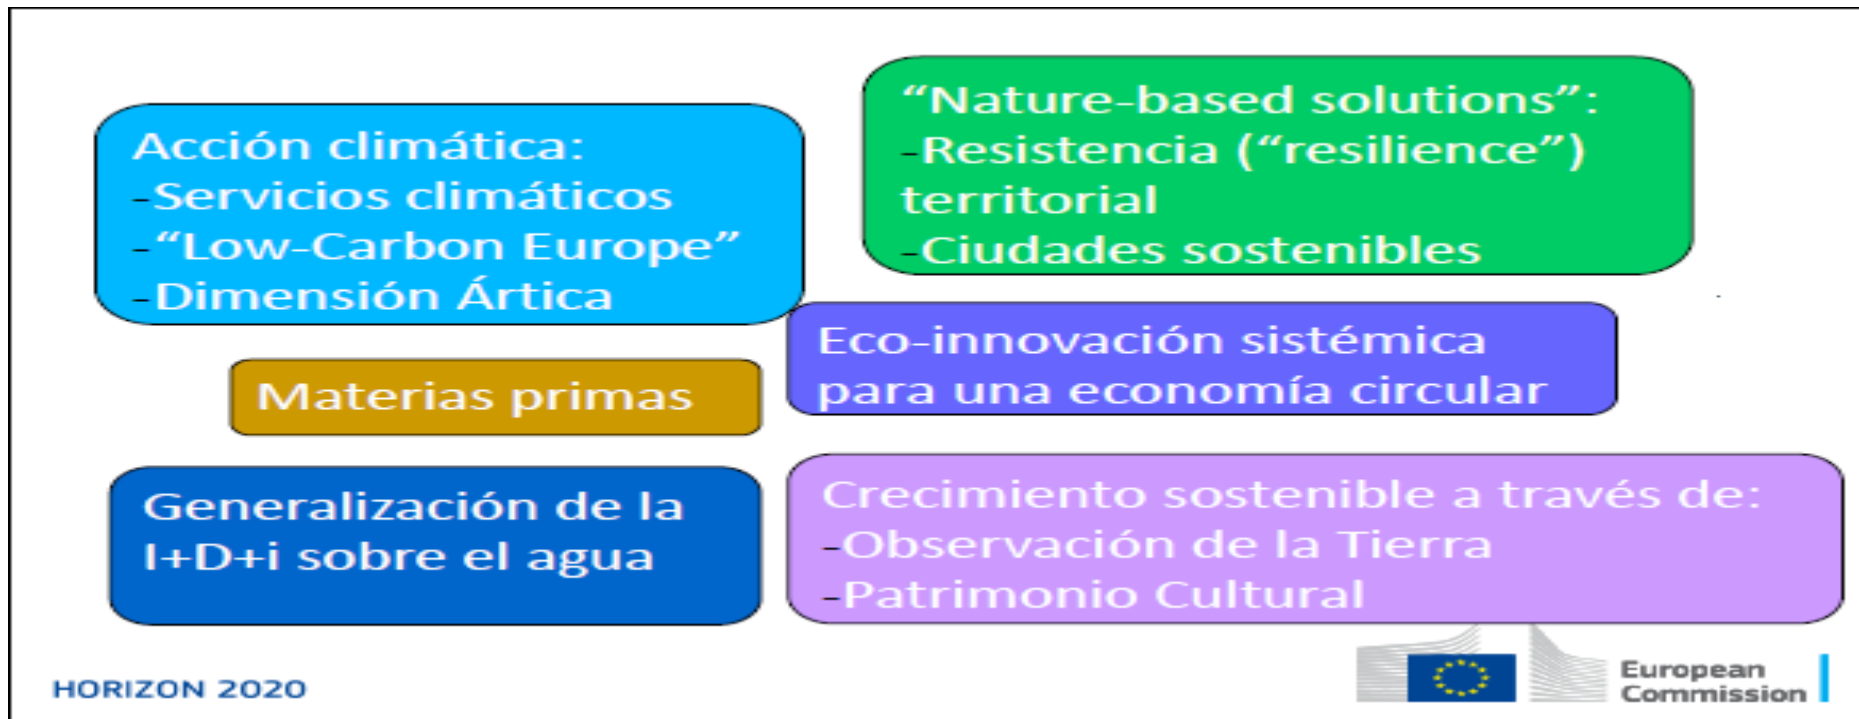 Acción climática:
-Servicios climáticos
-“Low-Carbon Europe”
-Dimensión Ártica
“Nature-based solutions”:
-Resistencia (“resilience”)
territorial
-Ciudades sostenibles
Materias primas
Eco-innovación sistémica
para una economía circular
Generalización de la
I+D+i sobre el agua
Crecimiento sostenible a través de:
-Observación de la Tierra
-Patrimonio Cultural
HORIZON 2020
European
Commission